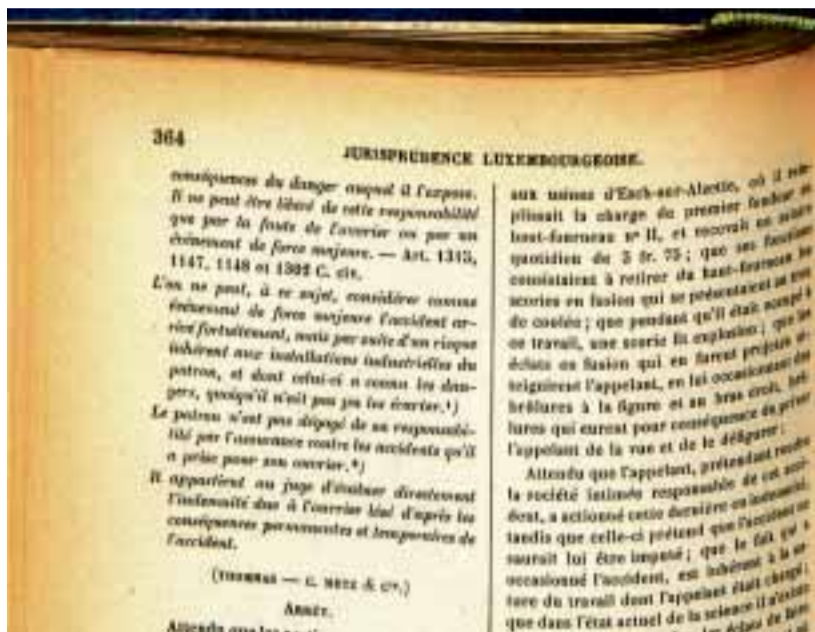 364
JURISPRUDENCE LUXEMBOURGEOISE.
conséquences du danger auquel il l'expose.
Il ne peut être libéré de cette responsabilité
que par la faute de l'ouvrier ou par un
événement de force majeure. — Art. 1315,
1147, 1148 et 1302 C. civ.
L'on ne peut, à ce sujet, considérer comme
événement de force majeure l'accident ar-
rivé fortuitement, mais par suite d'un risque
inhérent aux installations industrielles du
patron, et dont celui-ci a connu les dan-
gers, quoiqu'il n'ait pas pu les écarter.¹)
Le patron n'est pas dégagé de sa responsabi-
lité par l'assurance contre les accidents qu'il
a prise pour son ouvrier.²)
Il appartient au juge d'évaluer directement
l'indemnité due à l'ouvrier lésé d'après les
conséquences permanentes et temporaires de
l'accident.
(THOMMES — C. METZ & Cⁱᵉ.)
ARRÊT.
Attendu que les
aux usines d'Esch-sur-Alzette, où il rem-
plissait la charge du premier fondeur au
haut-fourneau n° II, et recevait un salaire
quotidien de 3 fr. 75 ; que ses fonctions
consistaient à retirer du haut-fourneau les
scories en fusion qui se présentaient au trou
de coulée ; que pendant qu'il était occupé à
ce travail, une scorie fit explosion ; que les
éclats en fusion qui en furent projetés at-
teignirent l'appelant, en lui occasionnant des
brûlures à la figure et au bras droit, brû-
lures qui eurent pour conséquence de priver
l'appelant de la vue et de le défigurer ;
Attendu que l'appelant, prétendant rendre
la société intimée responsable de cet acci-
dent, a actionné cette dernière en indemnité,
tandis que celle-ci prétend que l'accident ne
saurait lui être imputé ; que le fait qui a
occasionné l'accident, est inhérent à la na-
ture du travail dont l'appelant était chargé ;
que dans l'état actuel de la science il n'existe
les éclats de